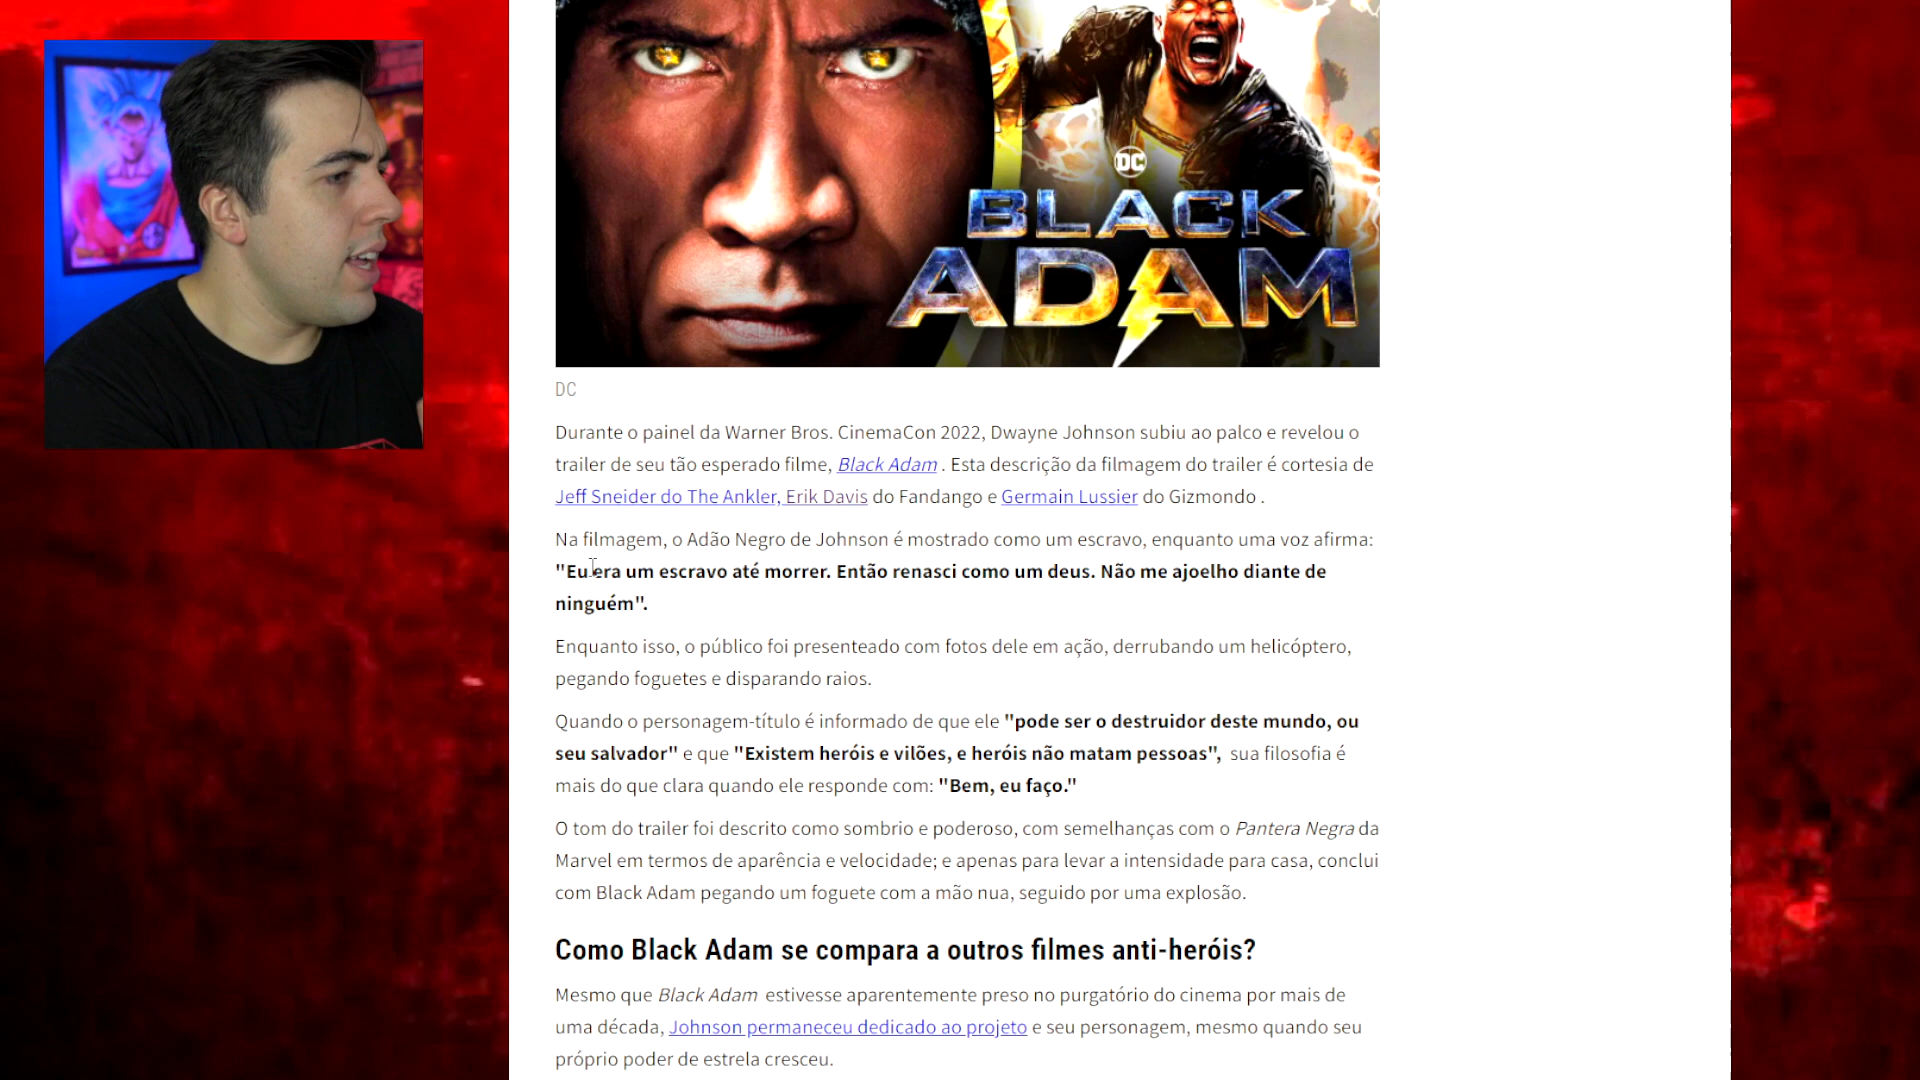 DC
BLACK
ADAM
DC
Durante o painel da Warner Bros. CinemaCon 2022, Dwayne Johnson subiu ao palco e revelou o
trailer de seu tão esperado filme, Black Adam . Esta descrição da filmagem do trailer é cortesia de
Jeff Sneider do The Ankler, Erik Davis do Fandango e Germain Lussier do Gizmondo .
Na filmagem, o Adão Negro de Johnson é mostrado como um escravo, enquanto uma voz afirma:
"Eu era um escravo até morrer. Então renasci como um deus. Não me ajoelho diante de
ninguém".
Enquanto isso, o público foi presenteado com fotos dele em ação, derrubando um helicóptero,
pegando foguetes e disparando raios.
Quando o personagem-título é informado de que ele "pode ser o destruidor deste mundo, ou
seu salvador" e que "Existem heróis e vilões, e heróis não matam pessoas", sua filosofia é
mais do que clara quando ele responde com: "Bem, eu faço."
O tom do trailer foi descrito como sombrio e poderoso, com semelhanças com o Pantera Negra da
Marvel em termos de aparência e velocidade; e apenas para levar a intensidade para casa, conclui
com Black Adam pegando um foguete com a mão nua, seguido por uma explosão.
Como Black Adam se compara a outros filmes anti-heróis?
Mesmo que Black Adam estivesse aparentemente preso no purgatório do cinema por mais de
uma década, Johnson permaneceu dedicado ao projeto e seu personagem, mesmo quando seu
próprio poder de estrela cresceu.